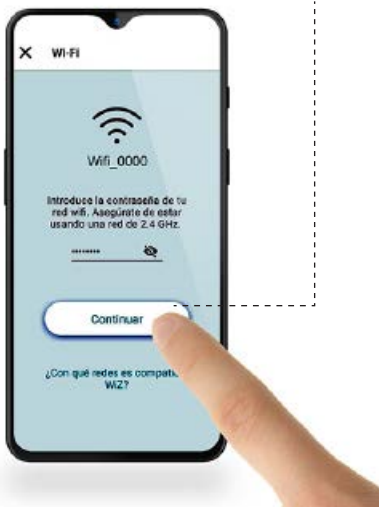 Wi-Fi
Wifi_0000
Introduce la contraseña de tu
red wifi. Asegúrate de estar
usando una red de 2.4 GHz.
Continuar
¿Con qué redes es compati
WiZ?